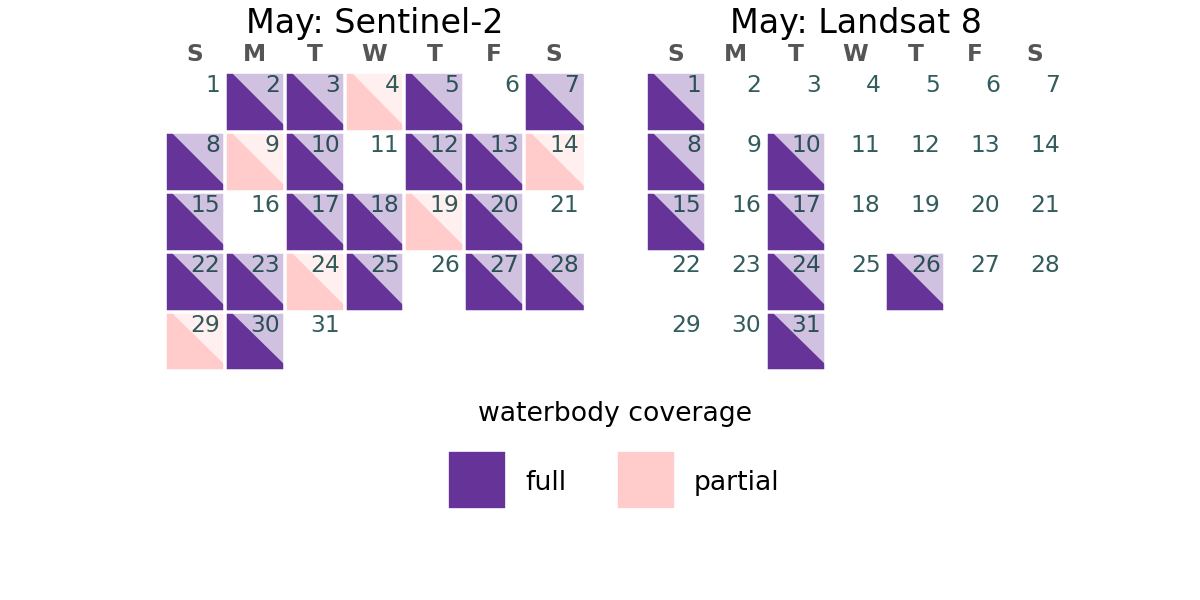 May: Sentinel-2
S M T W T F S
1 2 3 4 5 6 7
8 9 10 11 12 13 14
15 16 17 18 19 20 21
22 23 24 25 26 27 28
29 30 31
May: Landsat 8
S M T W T F S
1 2 3 4 5 6 7
8 9 10 11 12 13 14
15 16 17 18 19 20 21
22 23 24 25 26 27 28
29 30 31
waterbody coverage
full
partial